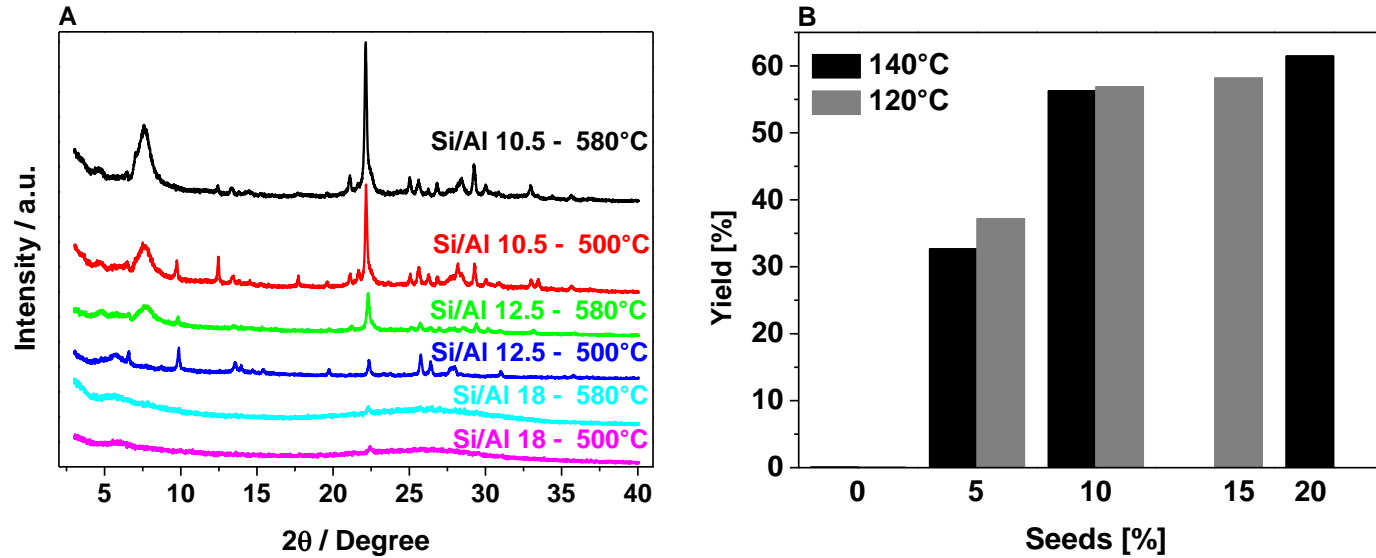 A
Si/Al 10.5 - 580°C
Si/Al 10.5 - 500°C
Si/Al 12.5 - 580°C
Si/Al 12.5 - 500°C
Si/Al 18 - 580°C
Si/Al 18 - 500°C
Intensity / a.u.
5 10 15 20 25 30 35 40
2θ / Degree
B
140°C
120°C
60
50
40
30
20
10
0
Yield [%]
0 5 10 15 20
Seeds [%]